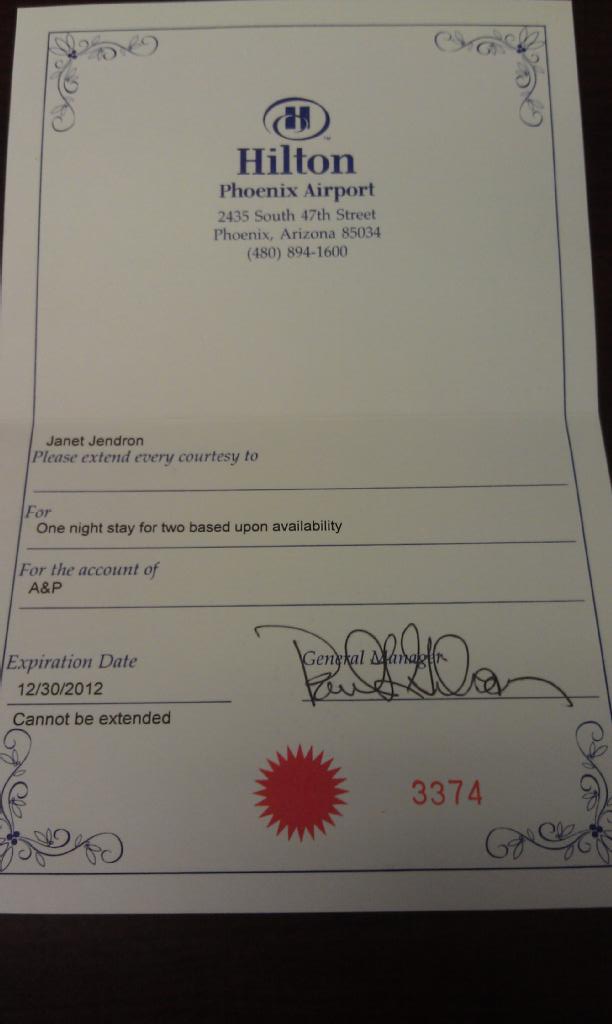 Hilton
Phoenix Airport
2435 South 47th Street
Phoenix, Arizona 85034
(480) 894-1600
Janet Jendron
Please extend every courtesy to
For
One night stay for two based upon availability
For the account of
A&P
Expiration Date
General Manager
12/30/2012
Cannot be extended
3374